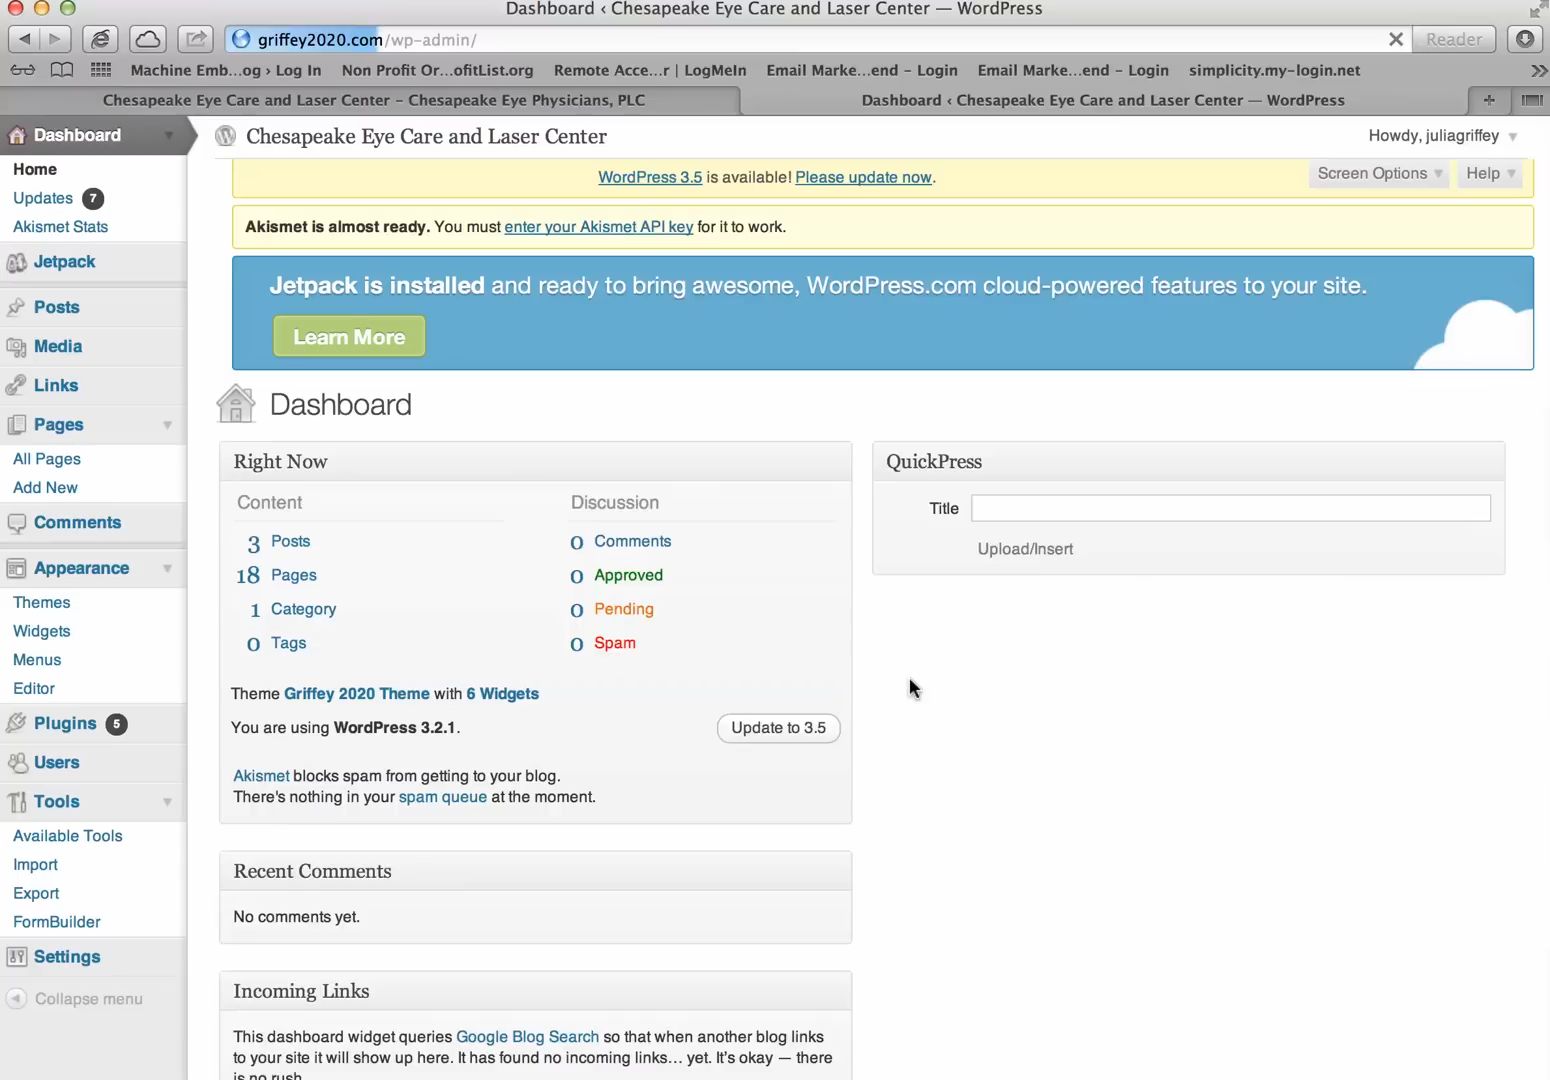 Dashboard ‹ Chesapeake Eye Care and Laser Center — WordPress
griffey2020.com/wp-admin/
Reader
Machine Emb...og › Log In
Non Profit Or...ofitList.org
Remote Acce...r | LogMeIn
Email Marke...end - Login
Email Marke...end - Login
simplicity.my-login.net
Chesapeake Eye Care and Laser Center - Chesapeake Eye Physicians, PLC
Dashboard ‹ Chesapeake Eye Care and Laser Center — WordPress
Dashboard
Home
Updates 7
Akismet Stats
Jetpack
Posts
Media
Links
Pages
All Pages
Add New
Comments
Appearance
Themes
Widgets
Menus
Editor
Plugins 5
Users
Tools
Available Tools
Import
Export
FormBuilder
Settings
Collapse menu
Chesapeake Eye Care and Laser Center
Howdy, juliagriffey
WordPress 3.5 is available! Please update now.
Screen Options
Help
Akismet is almost ready. You must enter your Akismet API key for it to work.
Jetpack is installed and ready to bring awesome, WordPress.com cloud-powered features to your site.
Learn More
Dashboard
Right Now
Content
Discussion
3 Posts
0 Comments
18 Pages
0 Approved
1 Category
0 Pending
0 Tags
0 Spam
Theme Griffey 2020 Theme with 6 Widgets
You are using WordPress 3.2.1.
Update to 3.5
Akismet blocks spam from getting to your blog.
There's nothing in your spam queue at the moment.
Recent Comments
No comments yet.
Incoming Links
This dashboard widget queries Google Blog Search so that when another blog links
to your site it will show up here. It has found no incoming links... yet. It's okay — there
is no rush
QuickPress
Title
Upload/Insert